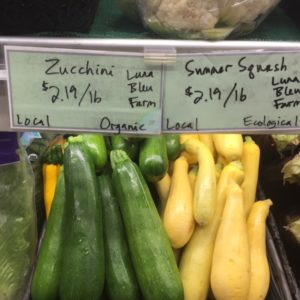 Zucchini
$2.19/lb
Luna
Bleu
Farm
Local
Organic
Summer Squash
$2.19/lb
Luna
Bleu
Farm
Local
Ecological